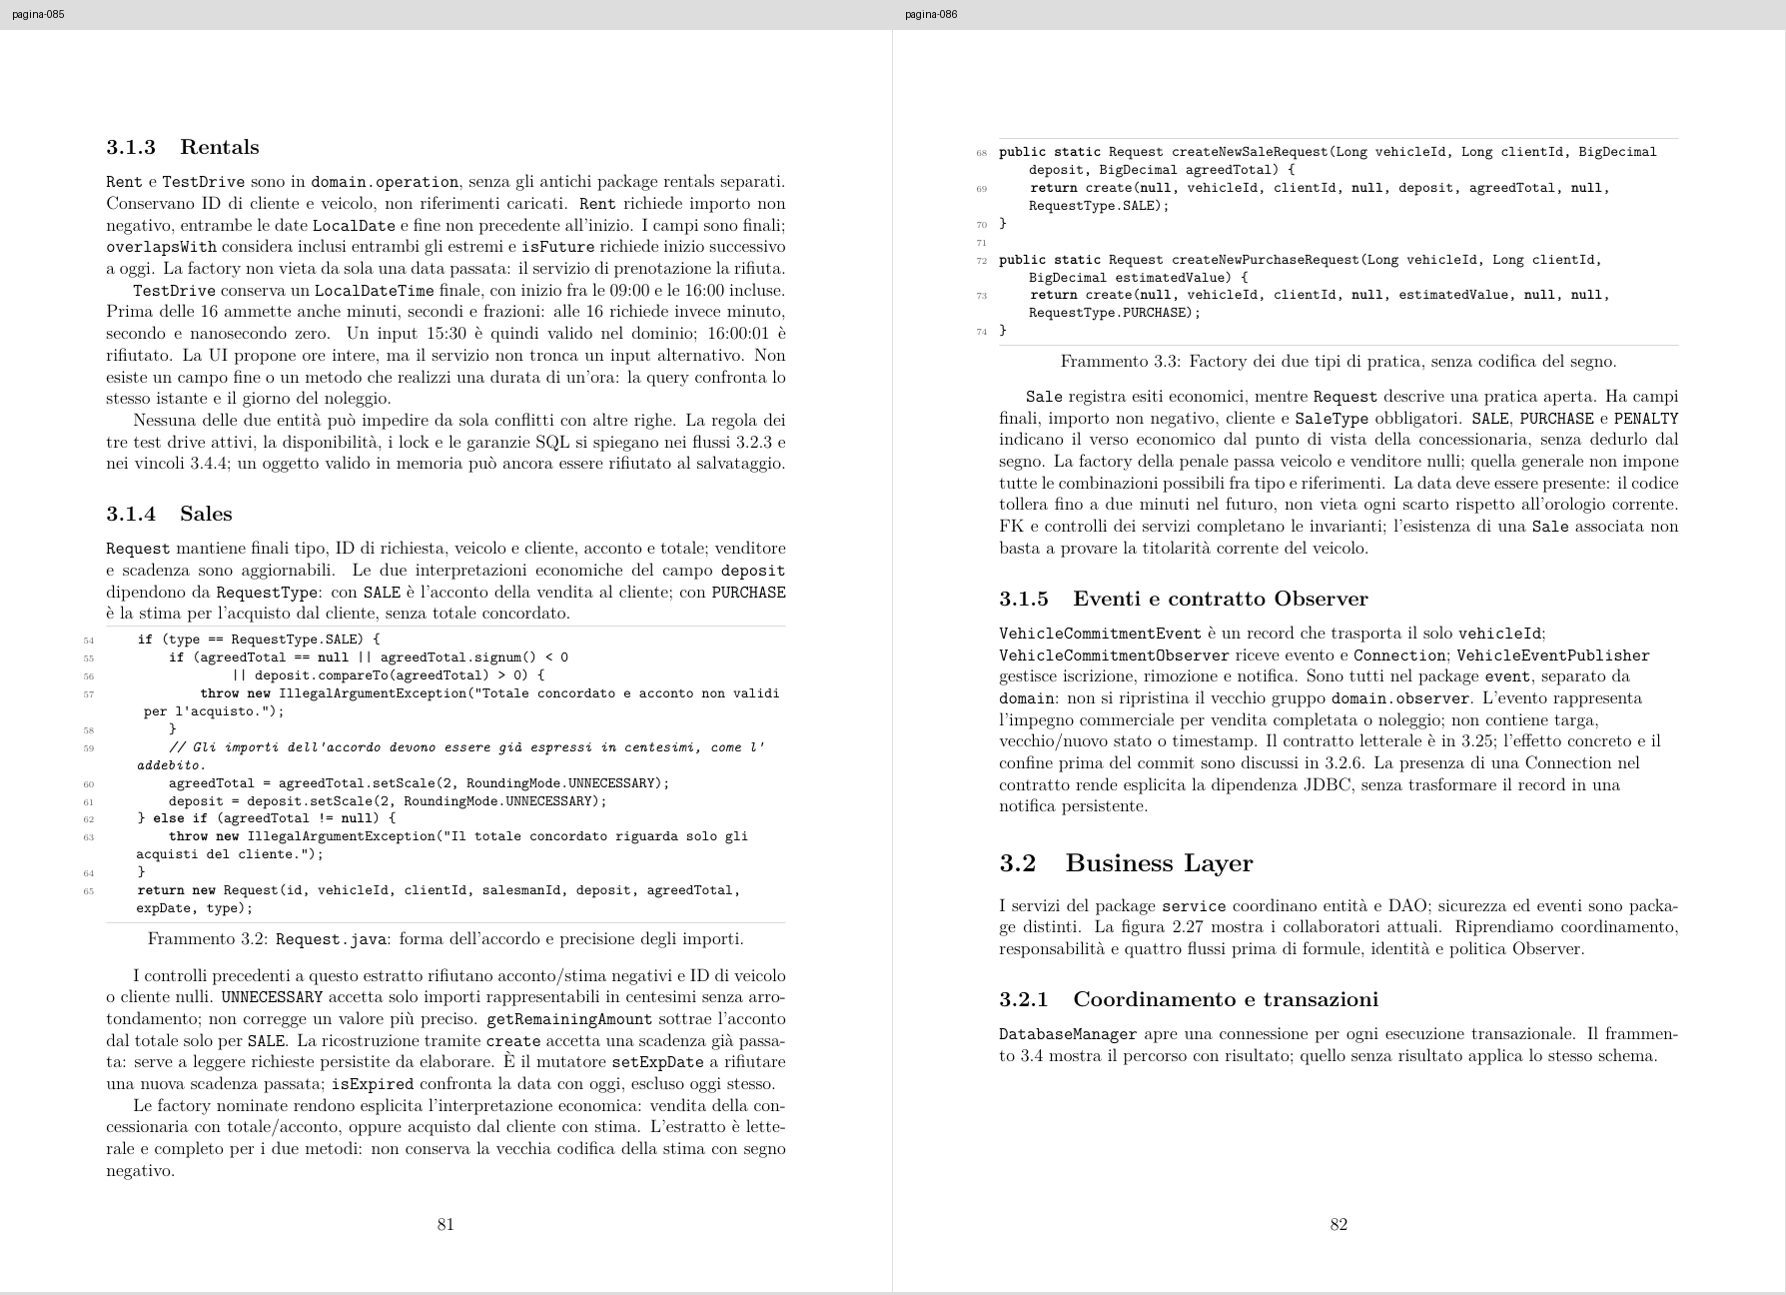 pagina-085
3.1.3 Rentals
Rent e TestDrive sono in domain.operation, senza gli antichi package rentals separati.
Conservano ID di cliente e veicolo, non riferimenti caricati. Rent richiede importo non
negativo, entrambe le date LocalDate e fine non precedente all'inizio. I campi sono finali;
overlapsWith considera inclusi entrambi gli estremi e isFuture richiede inizio successivo
a oggi. La factory non vieta da sola una data passata: il servizio di prenotazione la rifiuta.
TestDrive conserva un LocalDateTime finale, con inizio fra le 09:00 e le 16:00 incluse.
Prima delle 16 ammette anche minuti, secondi e frazioni: alle 16 richiede invece minuto,
secondo e nanosecondo zero. Un input 15:30 è quindi valido nel dominio; 16:00:01 è
rifiutato. La UI propone ore intere, ma il servizio non tronca un input alternativo. Non
esiste un campo fine o un metodo che realizzi una durata di un'ora: la query confronta lo
stesso istante e il giorno del noleggio.
Nessuna delle due entità può impedire da sola conflitti con altre righe. La regola dei
tre test drive attivi, la disponibilità, i lock e le garanzie SQL si spiegano nei flussi 3.2.3 e
nei vincoli 3.4.4; un oggetto valido in memoria può ancora essere rifiutato al salvataggio.
3.1.4 Sales
Request mantiene finali tipo, ID di richiesta, veicolo e cliente, acconto e totale; venditore
e scadenza sono aggiornabili. Le due interpretazioni economiche del campo deposit
dipendono da RequestType: con SALE è l'acconto della vendita al cliente; con PURCHASE
è la stima per l'acquisto dal cliente, senza totale concordato.
54 if (type == RequestType.SALE) {
55 if (agreedTotal == null || agreedTotal.signum() < 0
56 || deposit.compareTo(agreedTotal) > 0) {
57 throw new IllegalArgumentException("Totale concordato e acconto non validi
per l'acquisto.");
58 }
59 // Gli importi dell'accordo devono essere già espressi in centesimi, come l'
addebito.
60 agreedTotal = agreedTotal.setScale(2, RoundingMode.UNNECESSARY);
61 deposit = deposit.setScale(2, RoundingMode.UNNECESSARY);
62 } else if (agreedTotal != null) {
63 throw new IllegalArgumentException("Il totale concordato riguarda solo gli
acquisti del cliente.");
64 }
65 return new Request(id, vehicleId, clientId, salesmanId, deposit, agreedTotal,
expDate, type);
Frammento 3.2: Request.java: forma dell'accordo e precisione degli importi.
I controlli precedenti a questo estratto rifiutano acconto/stima negativi e ID di veicolo
o cliente nulli. UNNECESSARY accetta solo importi rappresentabili in centesimi senza arro-
tondamento; non corregge un valore più preciso. getRemainingAmount sottrae l'acconto
dal totale solo per SALE. La ricostruzione tramite create accetta una scadenza già passa-
ta: serve a leggere richieste persistite da elaborare. È il mutatore setExpDate a rifiutare
una nuova scadenza passata; isExpired confronta la data con oggi, escluso oggi stesso.
Le factory nominate rendono esplicita l'interpretazione economica: vendita della con-
cessionaria con totale/acconto, oppure acquisto dal cliente con stima. L'estratto è lette-
rale e completo per i due metodi: non conserva la vecchia codifica della stima con segno
negativo.
81
pagina-086
68 public static Request createNewSaleRequest(Long vehicleId, Long clientId, BigDecimal
deposit, BigDecimal agreedTotal) {
69 return create(null, vehicleId, clientId, null, deposit, agreedTotal, null,
RequestType.SALE);
70 }
71
72 public static Request createNewPurchaseRequest(Long vehicleId, Long clientId,
BigDecimal estimatedValue) {
73 return create(null, vehicleId, clientId, null, estimatedValue, null, null,
RequestType.PURCHASE);
74 }
Frammento 3.3: Factory dei due tipi di pratica, senza codifica del segno.
Sale registra esiti economici, mentre Request descrive una pratica aperta. Ha campi
finali, importo non negativo, cliente e SaleType obbligatori. SALE, PURCHASE e PENALTY
indicano il verso economico dal punto di vista della concessionaria, senza dedurlo dal
segno. La factory della penale passa veicolo e venditore nulli; quella generale non impone
tutte le combinazioni possibili fra tipo e riferimenti. La data deve essere presente: il codice
tollera fino a due minuti nel futuro, non vieta ogni scarto rispetto all'orologio corrente.
FK e controlli dei servizi completano le invarianti; l'esistenza di una Sale associata non
basta a provare la titolarità corrente del veicolo.
3.1.5 Eventi e contratto Observer
VehicleCommitmentEvent è un record che trasporta il solo vehicleId;
VehicleCommitmentObserver riceve evento e Connection; VehicleEventPublisher
gestisce iscrizione, rimozione e notifica. Sono tutti nel package event, separato da
domain: non si ripristina il vecchio gruppo domain.observer. L'evento rappresenta
l'impegno commerciale per vendita completata o noleggio; non contiene targa,
vecchio/nuovo stato o timestamp. Il contratto letterale è in 3.25; l'effetto concreto e il
confine prima del commit sono discussi in 3.2.6. La presenza di una Connection nel
contratto rende esplicita la dipendenza JDBC, senza trasformare il record in una
notifica persistente.
3.2 Business Layer
I servizi del package service coordinano entità e DAO; sicurezza ed eventi sono packa-
ge distinti. La figura 2.27 mostra i collaboratori attuali. Riprendiamo coordinamento,
responsabilità e quattro flussi prima di formule, identità e politica Observer.
3.2.1 Coordinamento e transazioni
DatabaseManager apre una connessione per ogni esecuzione transazionale. Il frammen-
to 3.4 mostra il percorso con risultato; quello senza risultato applica lo stesso schema.
82